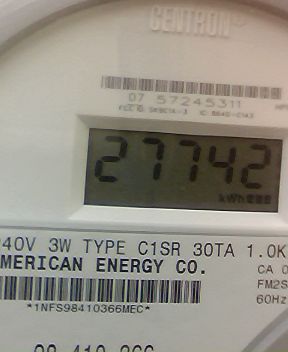 CENTRON
07 57245311
27742
kWh
240V 3W TYPE C1SR 30TA 1.0K
AMERICAN ENERGY CO.
CA 0
FM2S
60Hz
*1NFS98410366MEC*